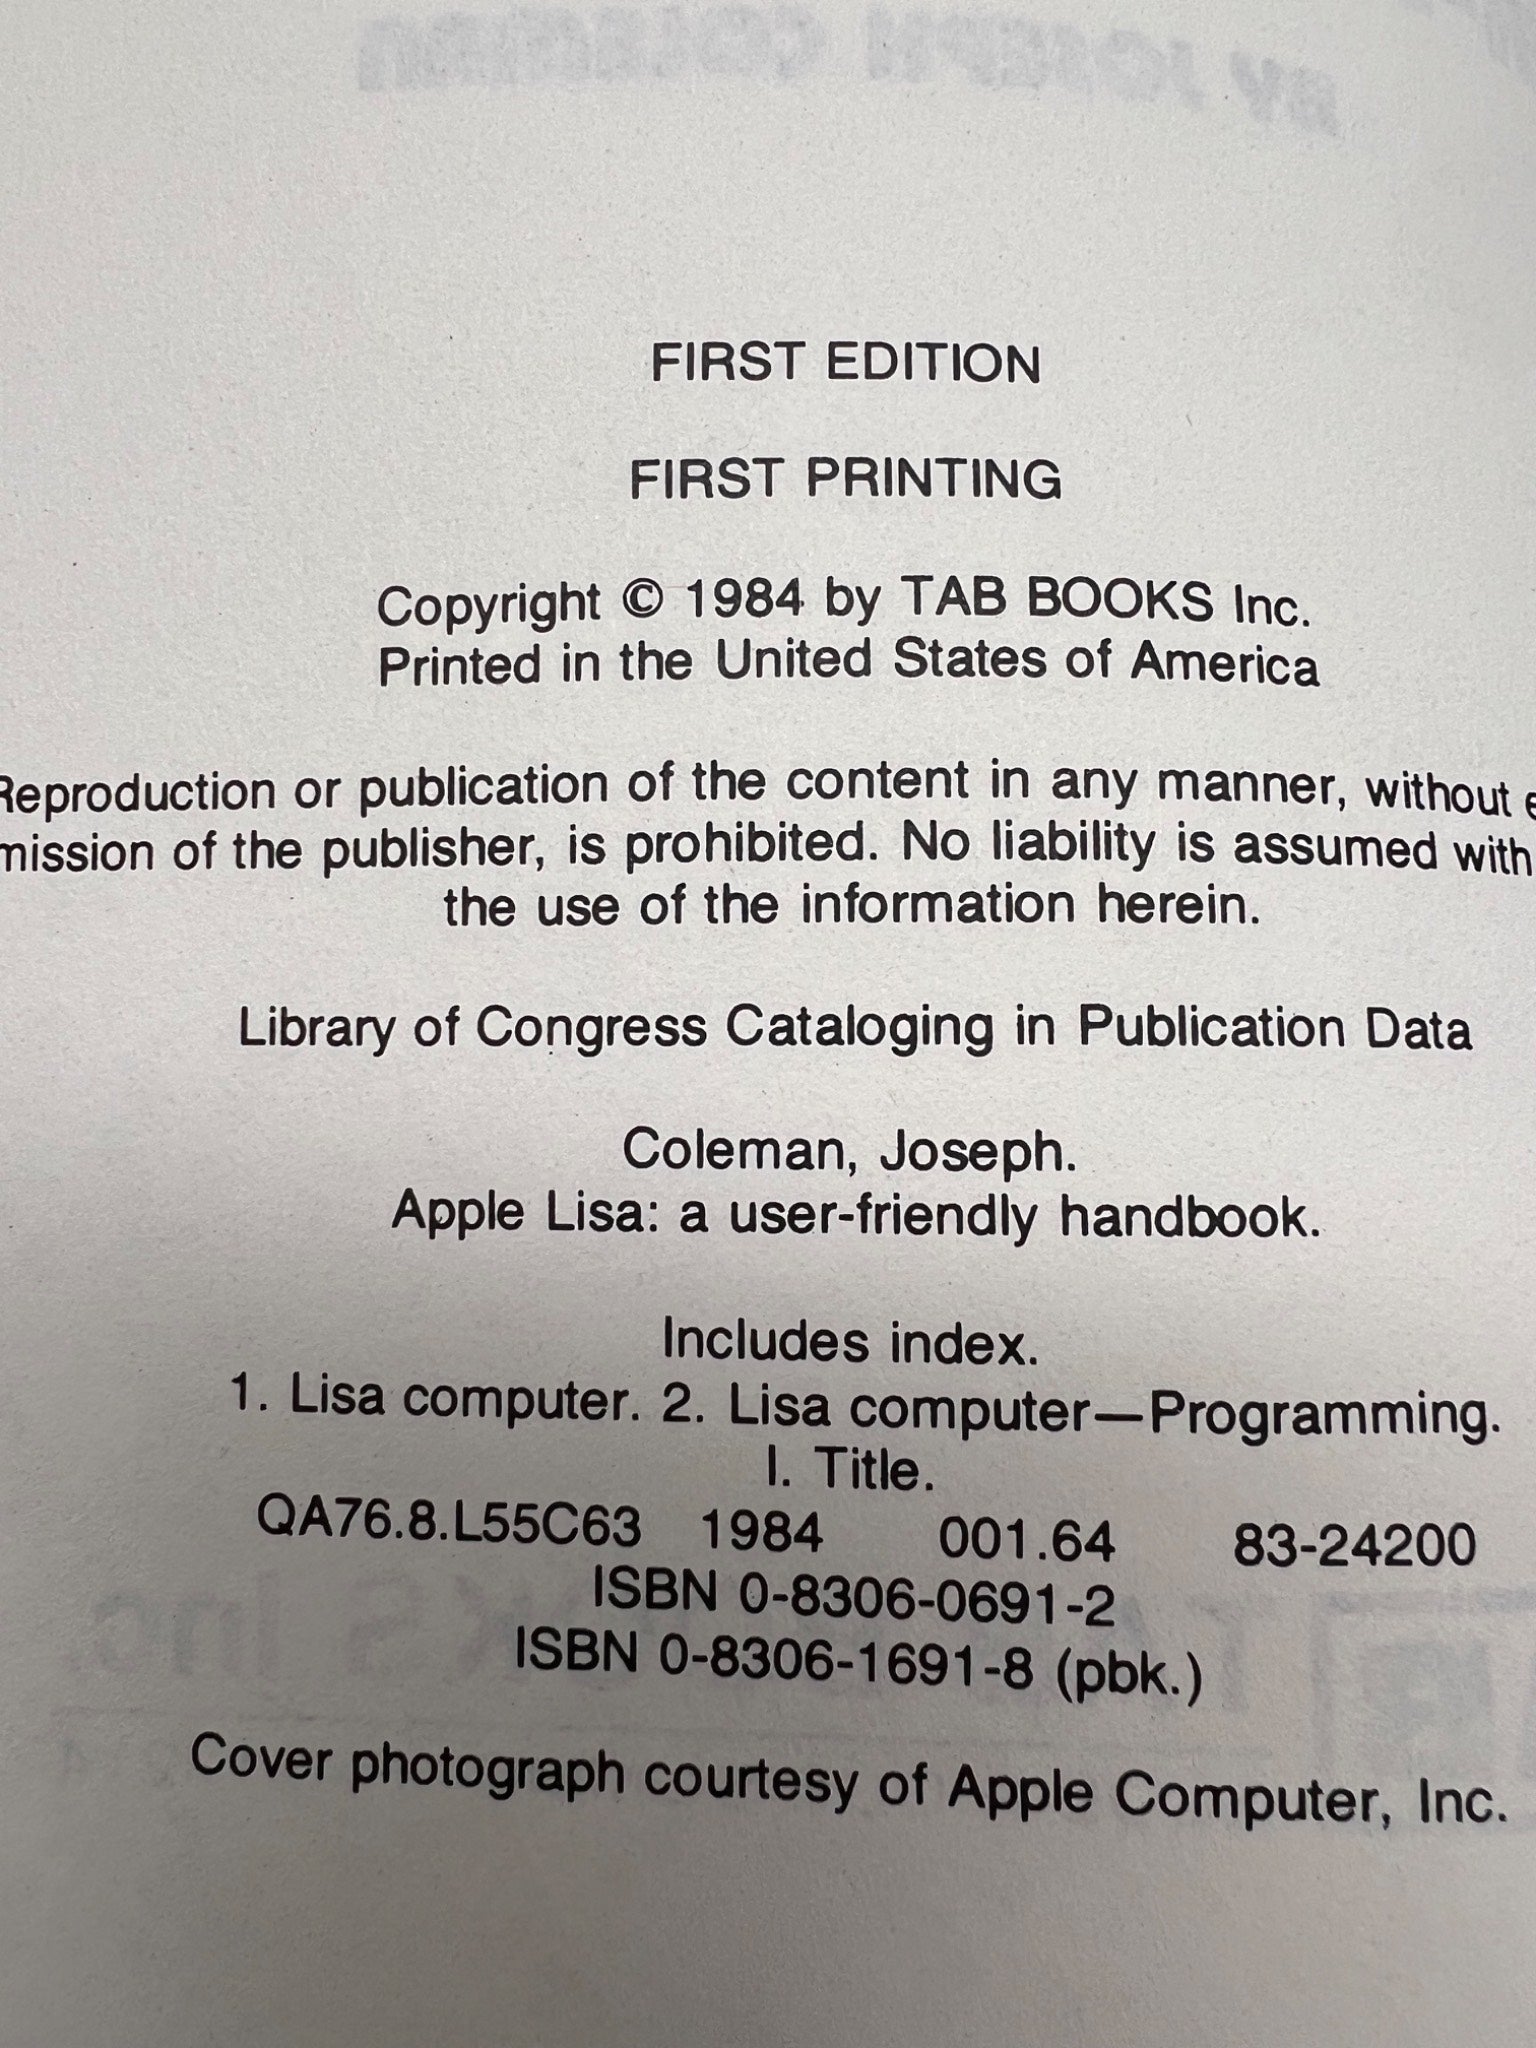 FIRST EDITION
FIRST PRINTING
Copyright © 1984 by TAB BOOKS Inc.
Printed in the United States of America
Reproduction or publication of the content in any manner, without
mission of the publisher, is prohibited. No liability is assumed with
the use of the information herein.
Library of Congress Cataloging in Publication Data
Coleman, Joseph.
Apple Lisa: a user-friendly handbook.
Includes index.
1. Lisa computer. 2. Lisa computer—Programming.
I. Title.
QA76.8.L55C63 1984 001.64 83-24200
ISBN 0-8306-0691-2
ISBN 0-8306-1691-8 (pbk.)
Cover photograph courtesy of Apple Computer, Inc.